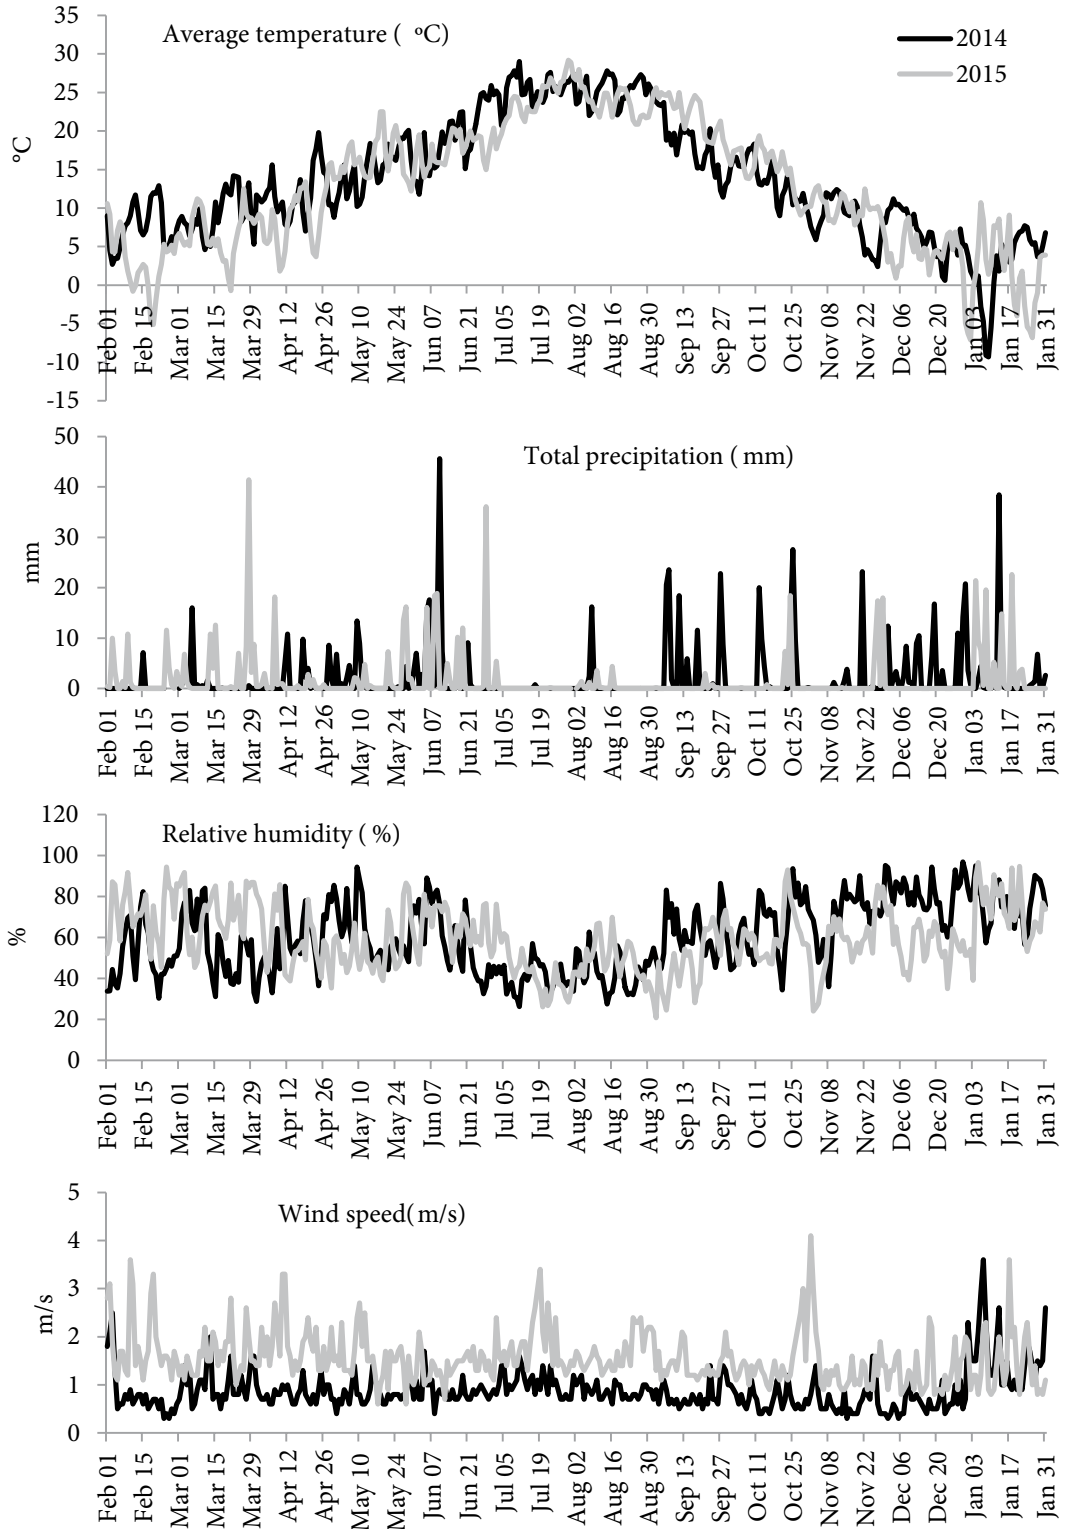 Average temperature ( ºC)
2014
2015
ºC
35
30
25
20
15
10
5
0
-5
-10
-15
Feb 01
Feb 15
Mar 01
Mar 15
Mar 29
Apr 12
Apr 26
May 10
May 24
Jun 07
Jun 21
Jul 05
Jul 19
Aug 02
Aug 16
Aug 30
Sep 13
Sep 27
Oct 11
Oct 25
Nov 08
Nov 22
Dec 06
Dec 20
Jan 03
Jan 17
Jan 31
Total precipitation ( mm)
mm
50
40
30
20
10
0
Feb 01
Feb 15
Mar 01
Mar 15
Mar 29
Apr 12
Apr 26
May 10
May 24
Jun 07
Jun 21
Jul 05
Jul 19
Aug 02
Aug 16
Aug 30
Sep 13
Sep 27
Oct 11
Oct 25
Nov 08
Nov 22
Dec 06
Dec 20
Jan 03
Jan 17
Jan 31
Relative humidity ( %)
%
120
100
80
60
40
20
0
Feb 01
Feb 15
Mar 01
Mar 15
Mar 29
Apr 12
Apr 26
May 10
May 24
Jun 07
Jun 21
Jul 05
Jul 19
Aug 02
Aug 16
Aug 30
Sep 13
Sep 27
Oct 11
Oct 25
Nov 08
Nov 22
Dec 06
Dec 20
Jan 03
Jan 17
Jan 31
Wind speed( m/s)
m/s
5
4
3
2
1
0
Feb 01
Feb 15
Mar 01
Mar 15
Mar 29
Apr 12
Apr 26
May 10
May 24
Jun 07
Jun 21
Jul 05
Jul 19
Aug 02
Aug 16
Aug 30
Sep 13
Sep 27
Oct 11
Oct 25
Nov 08
Nov 22
Dec 06
Dec 20
Jan 03
Jan 17
Jan 31